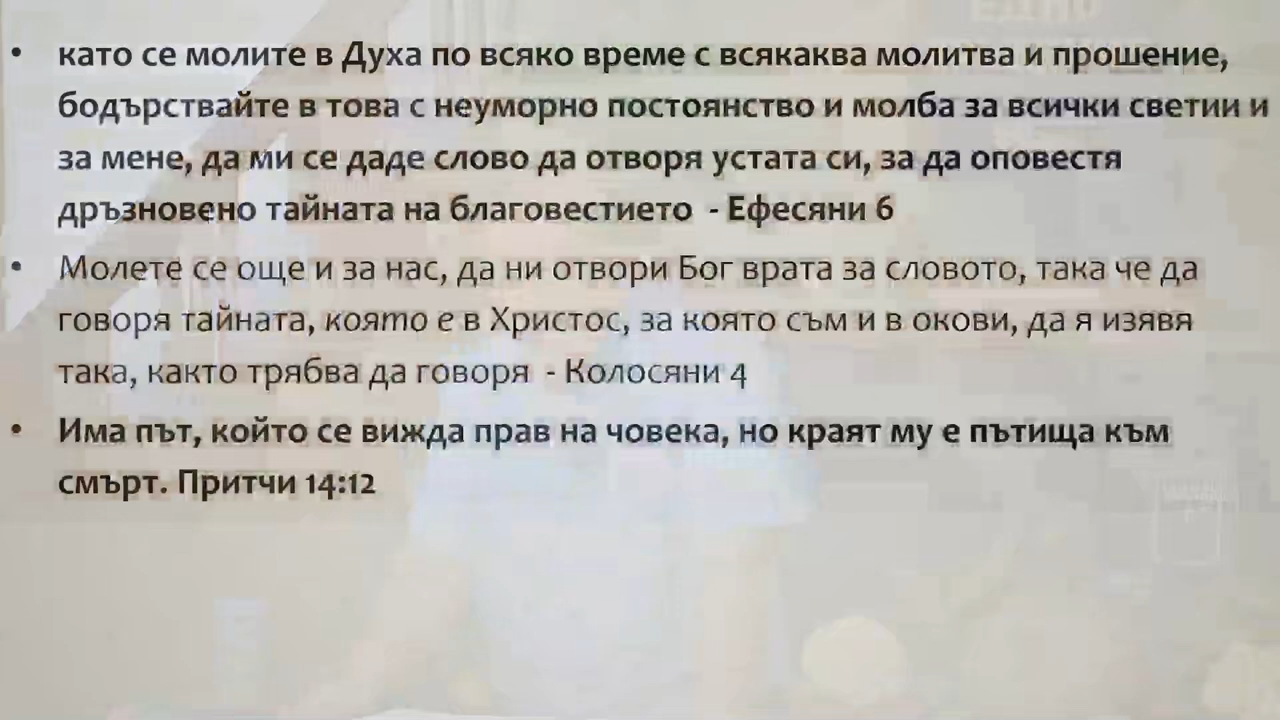 ЕДНО
• като се молите в Духа по всяко време с всякаква молитва и прошение,
бодърствайте в това с неуморно постоянство и молба за всички светии и
за мене, да ми се даде слово да отворя устата си, за да оповестя
дръзновено тайната на благовестието - Ефесяни 6
• Молете се още и за нас, да ни отвори Бог врата за словото, така че да
говоря тайната, която е в Христос, за която съм и в окови, да я изявя
така, както трябва да говоря - Колосяни 4
• Има път, който се вижда прав на човека, но краят му е пътища към
смърт. Притчи 14:12